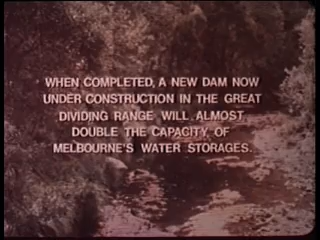 WHEN COMPLETED, A NEW DAM NOW
UNDER CONSTRUCTION IN THE GREAT
DIVIDING RANGE WILL ALMOST
DOUBLE THE CAPACITY OF
MELBOURNE'S WATER STORAGES.